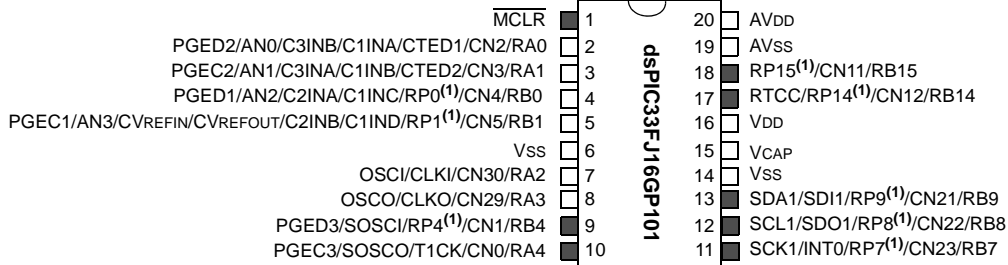 MCLR 1 20 AVDD
PGED2/AN0/C3INB/C1INA/CTED1/CN2/RA0 2 19 AVSS
PGEC2/AN1/C3INA/C1INB/CTED2/CN3/RA1 3 18 RP15(1)/CN11/RB15
PGED1/AN2/C2INA/C1INC/RP0(1)/CN4/RB0 4 17 RTCC/RP14(1)/CN12/RB14
PGEC1/AN3/CVREFIN/CVREFOUT/C2INB/C1IND/RP1(1)/CN5/RB1 5 16 VDD
VSS 6 15 VCAP
OSCI/CLKI/CN30/RA2 7 14 VSS
OSCO/CLKO/CN29/RA3 8 13 SDA1/SDI1/RP9(1)/CN21/RB9
PGED3/SOSCI/RP4(1)/CN1/RB4 9 12 SCL1/SDO1/RP8(1)/CN22/RB8
PGEC3/SOSCO/T1CK/CN0/RA4 10 11 SCK1/INT0/RP7(1)/CN23/RB7
dsPIC33FJ16GP101